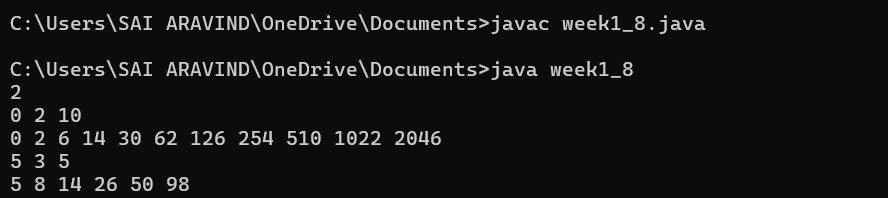 C:\Users\SAI ARAVIND\OneDrive\Documents>javac week1_8.java
C:\Users\SAI ARAVIND\OneDrive\Documents>java week1_8
2
0 2 10
0 2 6 14 30 62 126 254 510 1022 2046
5 3 5
5 8 14 26 50 98